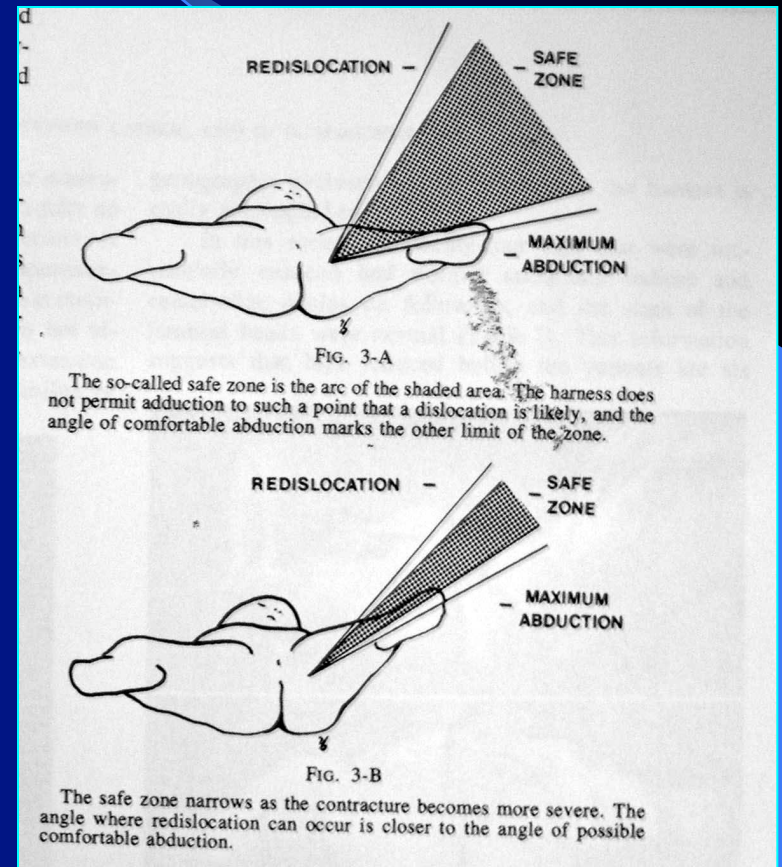 d
d
REDISLOCATION
SAFE
ZONE
MAXIMUM
ABDUCTION
FIG. 3-A
The so-called safe zone is the arc of the shaded area. The harness does
not permit adduction to such a point that a dislocation is likely, and the
angle of comfortable abduction marks the other limit of the zone.
REDISLOCATION
SAFE
ZONE
MAXIMUM
ABDUCTION
FIG. 3-B
The safe zone narrows as the contracture becomes more severe. The
angle where redislocation can occur is closer to the angle of possible
comfortable abduction.